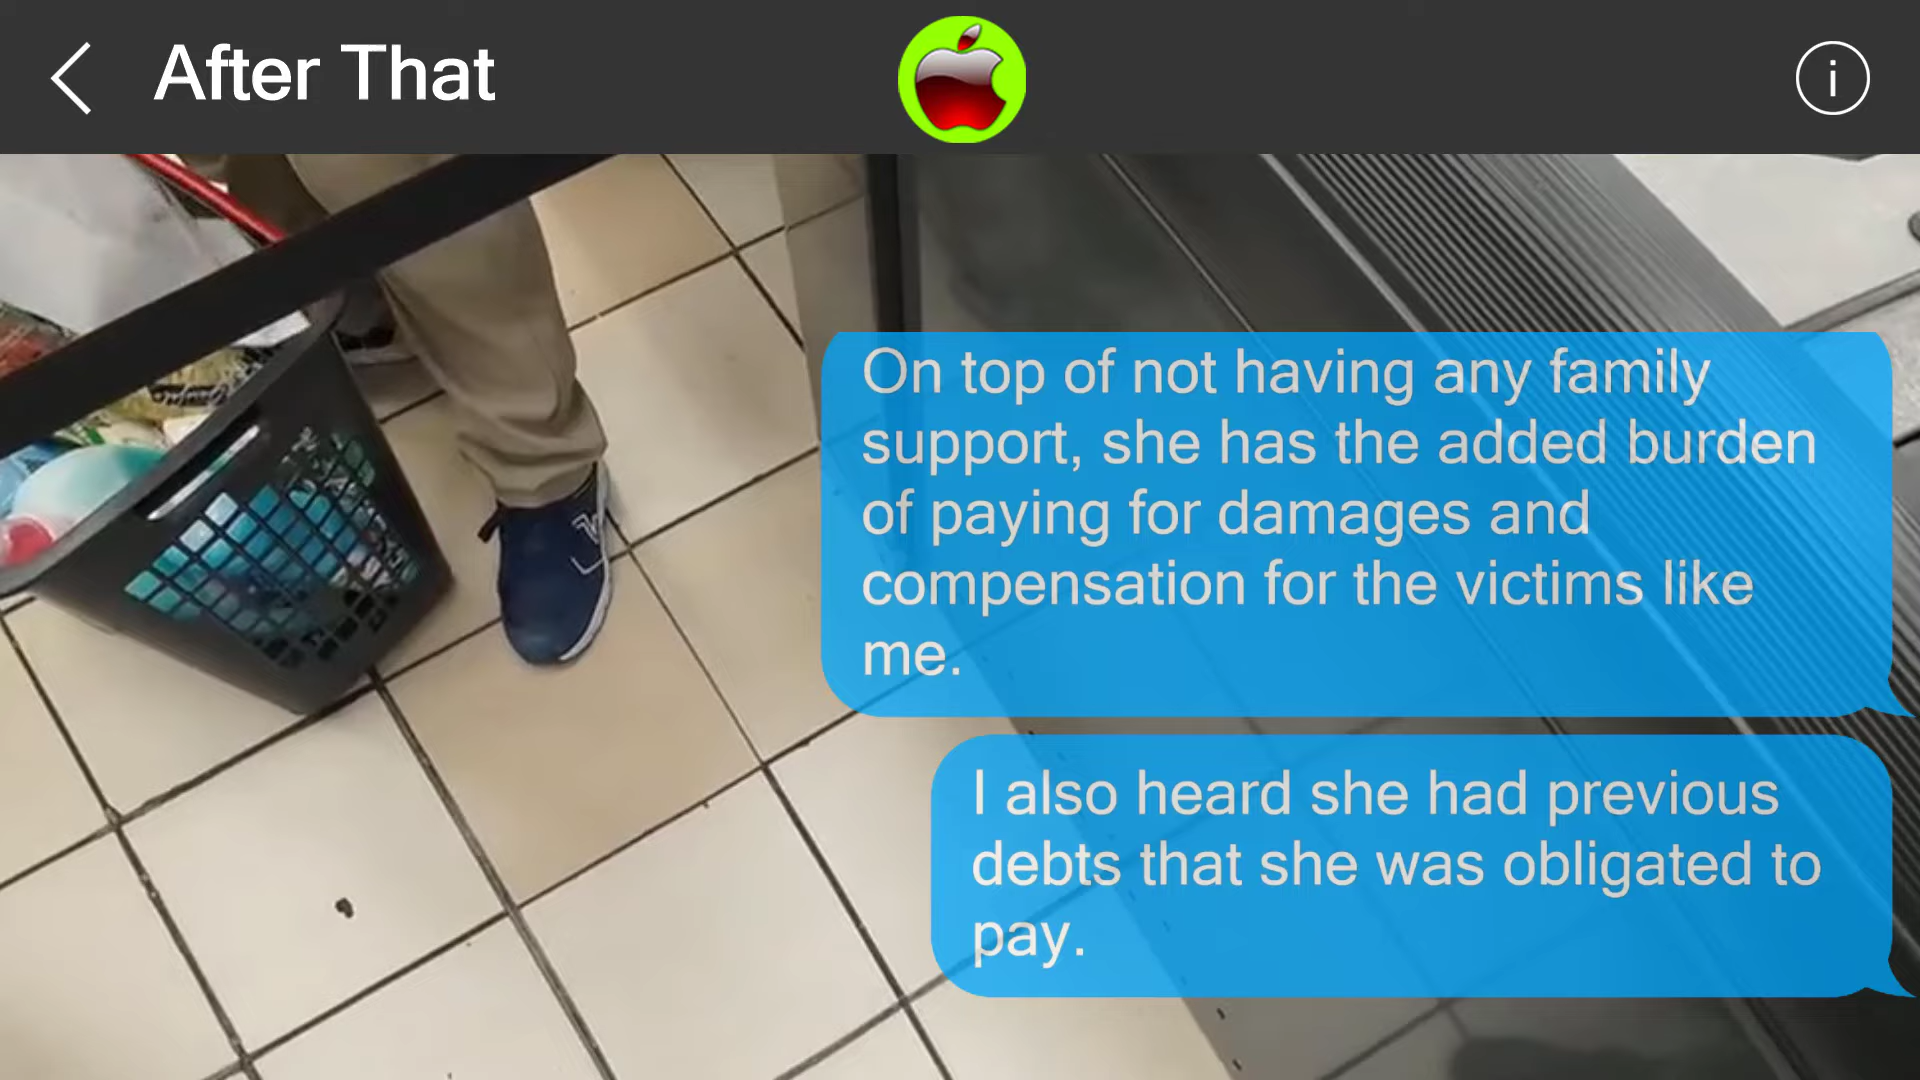 After That
On top of not having any family
support, she has the added burden
of paying for damages and
compensation for the victims like
me.
I also heard she had previous
debts that she was obligated to
pay.